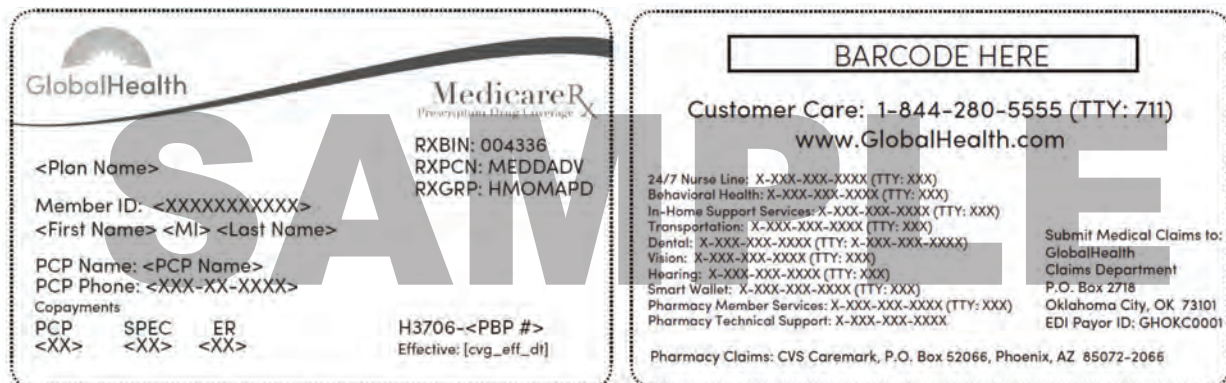 GlobalHealth
MedicareRx
Prescription Drug Coverage
RXBIN: 004336
RXPCN: MEDDADV
RXGRP: HMOMAPD
<Plan Name>
Member ID: <XXXXXXXXXXX>
<First Name> <MI> <Last Name>
PCP Name: <PCP Name>
PCP Phone: <XXX-XX-XXXX>
Copayments
PCP SPEC ER
<XX> <XX> <XX>
H3706-<PBP #>
Effective: [cvg_eff_dt]
SAMPLE
BARCODE HERE
Customer Care: 1-844-280-5555 (TTY: 711)
www.GlobalHealth.com
24/7 Nurse Line: X-XXX-XXX-XXXX (TTY: XXX)
Behavioral Health: X-XXX-XXX-XXXX (TTY: XXX)
In-Home Support Services: X-XXX-XXX-XXXX (TTY: XXX)
Transportation: X-XXX-XXX-XXXX (TTY: XXX)
Dental: X-XXX-XXX-XXXX (TTY: X-XXX-XXX-XXXX)
Vision: X-XXX-XXX-XXXX (TTY: XXX)
Hearing: X-XXX-XXX-XXXX (TTY: XXX)
Smart Wallet: X-XXX-XXX-XXXX (TTY: XXX)
Pharmacy Member Services: X-XXX-XXX-XXXX (TTY: XXX)
Pharmacy Technical Support: X-XXX-XXX-XXXX
Submit Medical Claims to:
GlobalHealth
Claims Department
P.O. Box 2718
Oklahoma City, OK 73101
EDI Payor ID: GHOKC0001
Pharmacy Claims: CVS Caremark, P.O. Box 52066, Phoenix, AZ 85072-2066